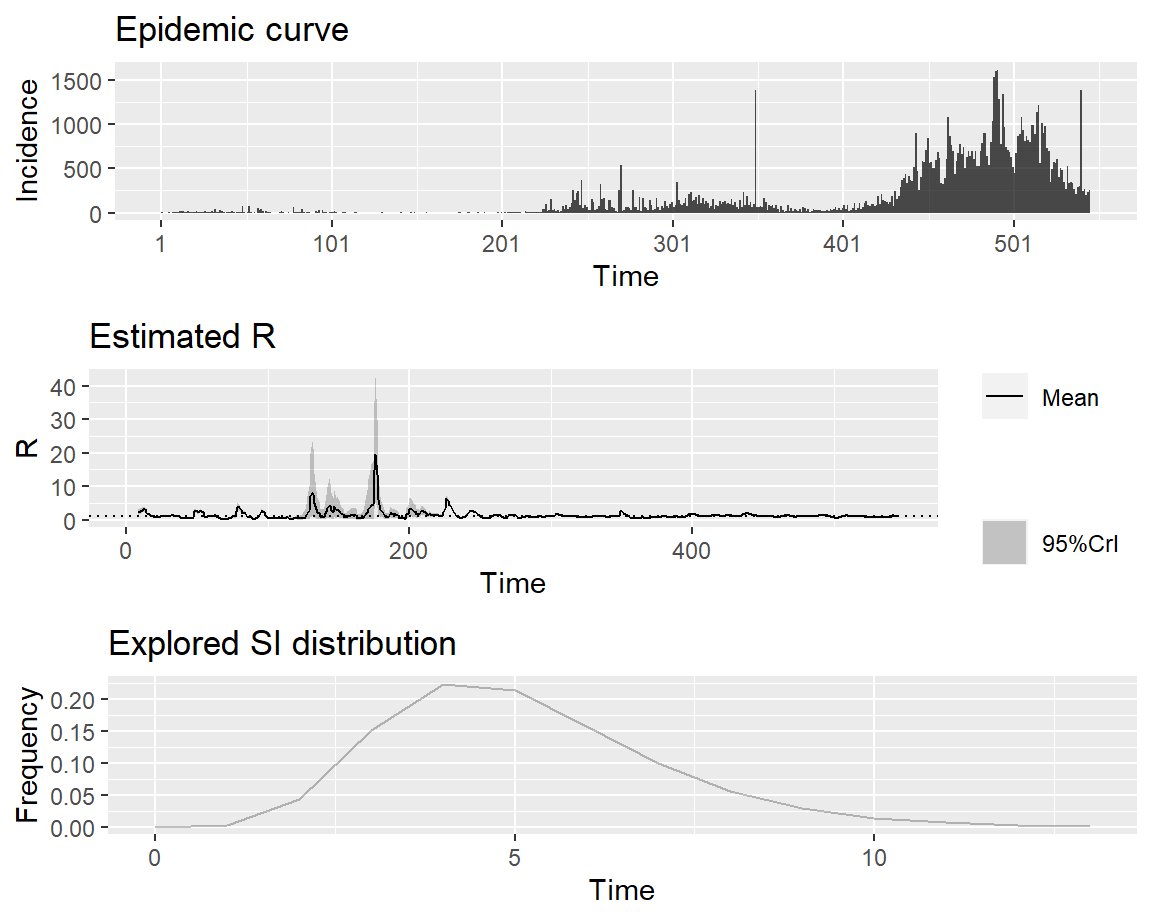 Epidemic curve
Incidence
1500
1000
500
0
1 101 201 301 401 501
Time
Estimated R
R
40
30
20
10
0
0 200 400
Time
Mean
95%CrI
Explored SI distribution
Frequency
0.20
0.15
0.10
0.05
0.00
0 5 10
Time